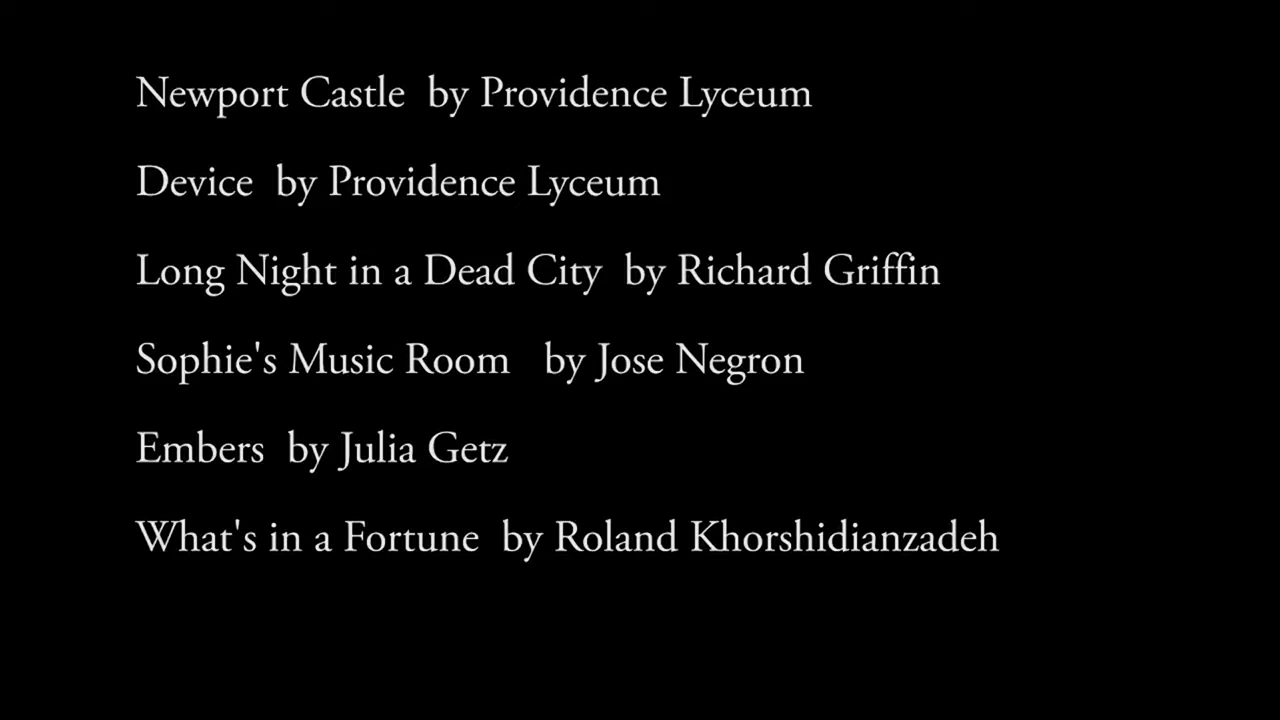 Newport Castle  by Providence Lyceum
Device  by Providence Lyceum
Long Night in a Dead City  by Richard Griffin
Sophie's Music Room   by Jose Negron
Embers  by Julia Getz
What's in a Fortune  by Roland Khorshidianzadeh